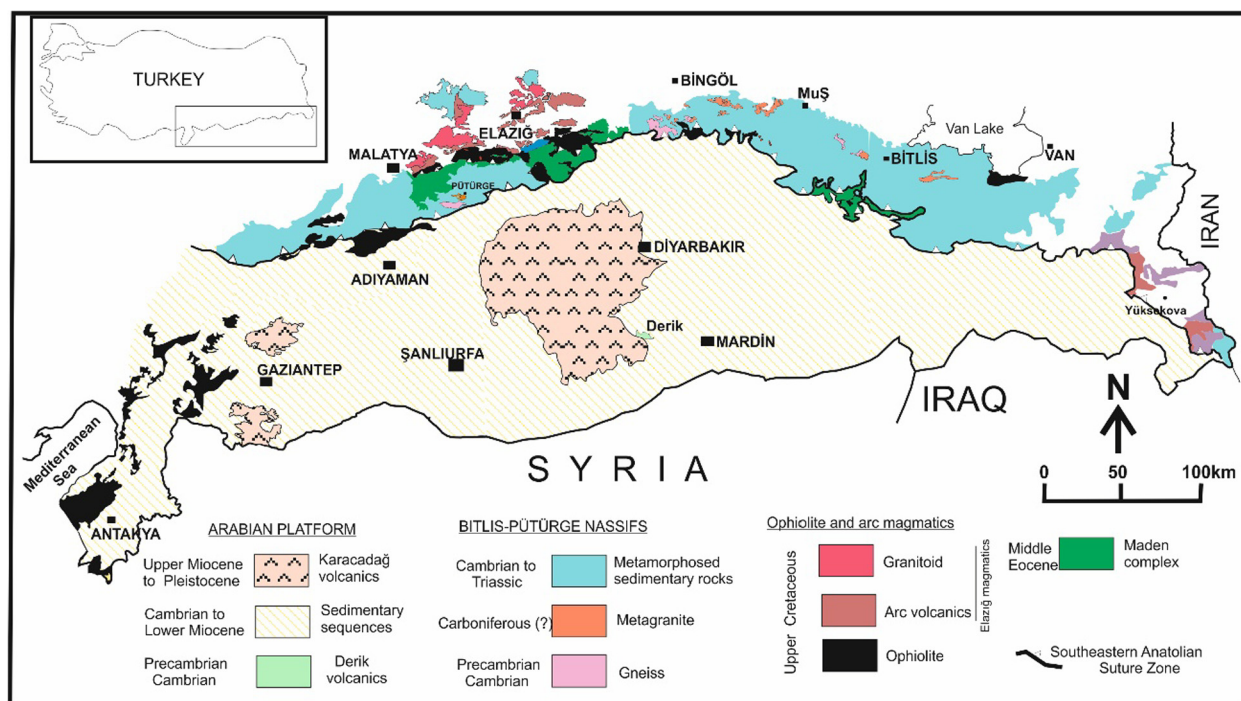 TURKEY
BİNGÖL
MuŞ
ELAZIĞ
Van Lake
VAN
MALATYA
BİTLİS
PÜTÜRGE
IRAN
DİYARBAKIR
ADIYAMAN
Yüksekova
Derik
MARDİN
ŞANLIURFA
GAZIANTEP
IRAQ
N
Mediterranean
Sea
SYRIA
0 50 100km
ANTAKYA
ARABIAN PLATFORM
Upper Miocene
to Pleistocene
Karacadağ
volcanics
Cambrian to
Lower Miocene
Sedimentary
sequences
Precambrian
Cambrian
Derik
volcanics
BITLIS-PÜTÜRGE NASSIFS
Cambrian to
Triassic
Metamorphosed
sedimentary rocks
Carboniferous (?)
Metagranite
Precambrian
Cambrian
Gneiss
Ophiolite and arc magmatics
Upper Cretaceous
Granitoid
Arc volcanics
Elazığ magmatics
Ophiolite
Middle
Eocene
Maden
complex
Southeastern Anatolian
Suture Zone